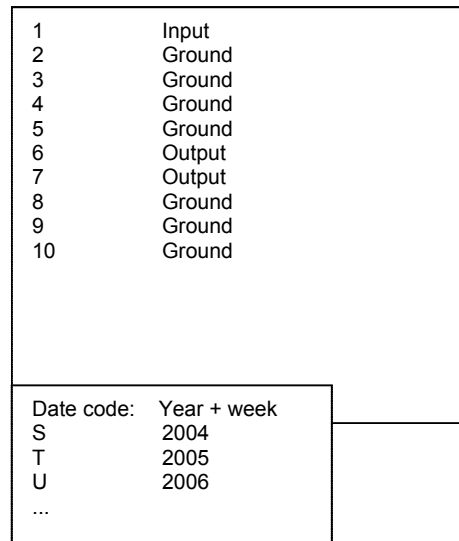 1 Input
2 Ground
3 Ground
4 Ground
5 Ground
6 Output
7 Output
8 Ground
9 Ground
10 Ground
Date code: Year + week
S 2004
T 2005
U 2006
...